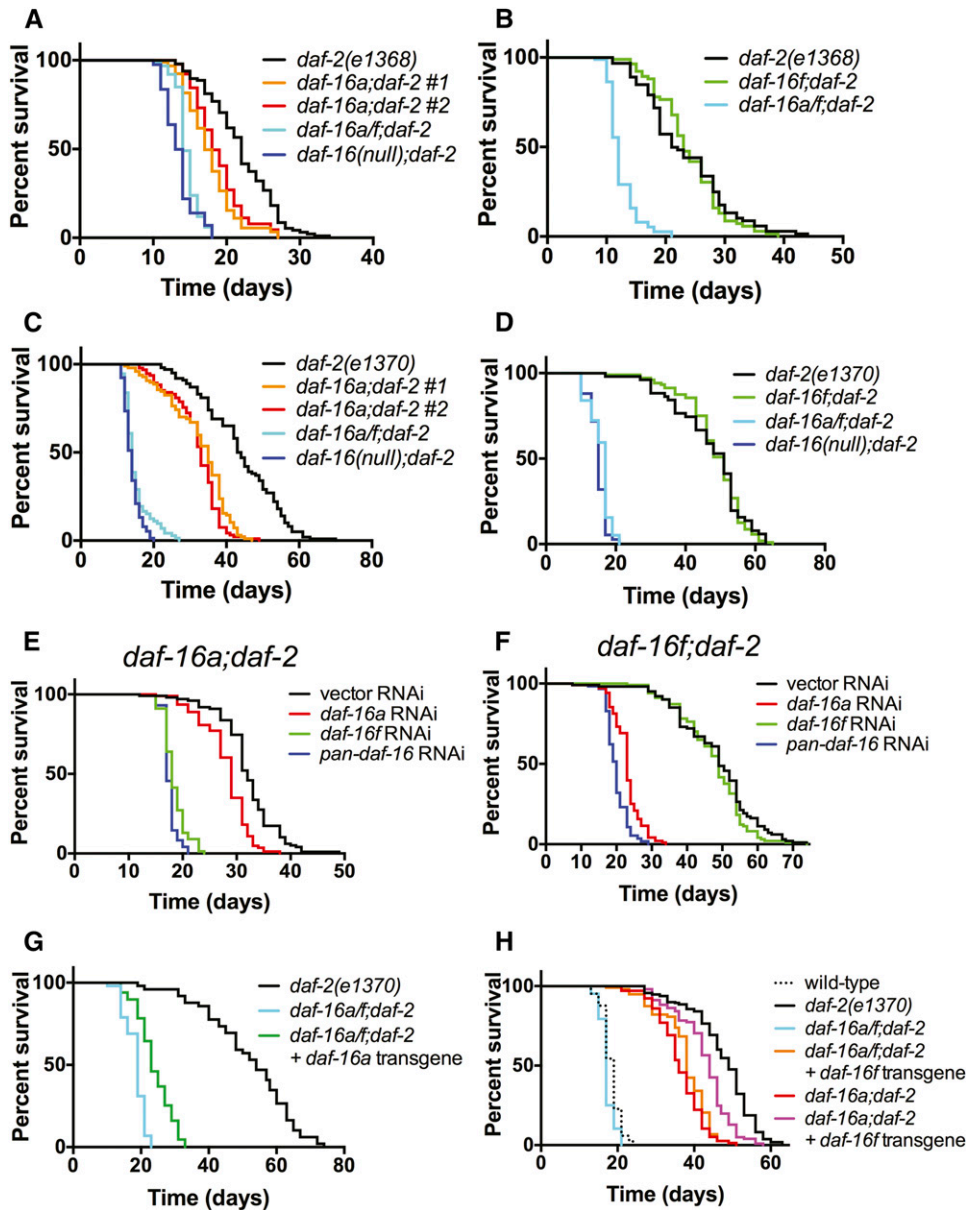 A
Percent survival
100
50
0
0 10 20 30 40
Time (days)
daf-2(e1368)
daf-16a;daf-2 #1
daf-16a;daf-2 #2
daf-16a/f;daf-2
daf-16(null);daf-2
B
Percent survival
100
50
0
0 10 20 30 40 50
Time (days)
daf-2(e1368)
daf-16f;daf-2
daf-16a/f;daf-2
C
Percent survival
100
50
0
0 20 40 60 80
Time (days)
daf-2(e1370)
daf-16a;daf-2 #1
daf-16a;daf-2 #2
daf-16a/f;daf-2
daf-16(null);daf-2
D
Percent survival
100
50
0
0 20 40 60 80
Time (days)
daf-2(e1370)
daf-16f;daf-2
daf-16a/f;daf-2
daf-16(null);daf-2
E
daf-16a;daf-2
Percent survival
100
50
0
0 10 20 30 40 50
Time (days)
vector RNAi
daf-16a RNAi
daf-16f RNAi
pan-daf-16 RNAi
F
daf-16f;daf-2
Percent survival
100
50
0
0 10 20 30 40 50 60 70
Time (days)
vector RNAi
daf-16a RNAi
daf-16f RNAi
pan-daf-16 RNAi
G
Percent survival
100
50
0
0 20 40 60 80
Time (days)
daf-2(e1370)
daf-16a/f;daf-2
daf-16a/f;daf-2
+ daf-16a transgene
H
Percent survival
100
50
0
0 20 40 60
Time (days)
wild-type
daf-2(e1370)
daf-16a/f;daf-2
daf-16a/f;daf-2
+ daf-16f transgene
daf-16a;daf-2
daf-16a;daf-2
+ daf-16f transgene